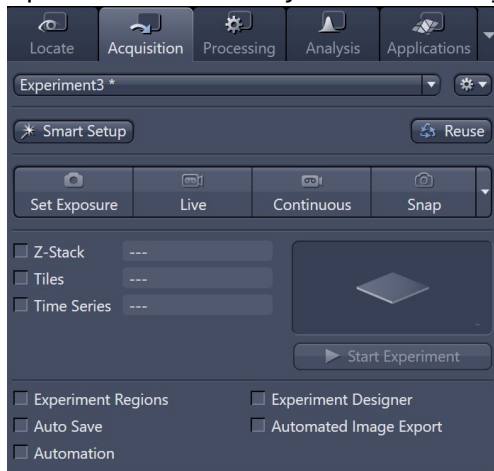 Locate Acquisition Processing Analysis Applications
Experiment3 *
Smart Setup Reuse
Set Exposure Live Continuous Snap
Z-Stack ---
Tiles ---
Time Series ---
Start Experiment
Experiment Regions Experiment Designer
Auto Save Automated Image Export
Automation